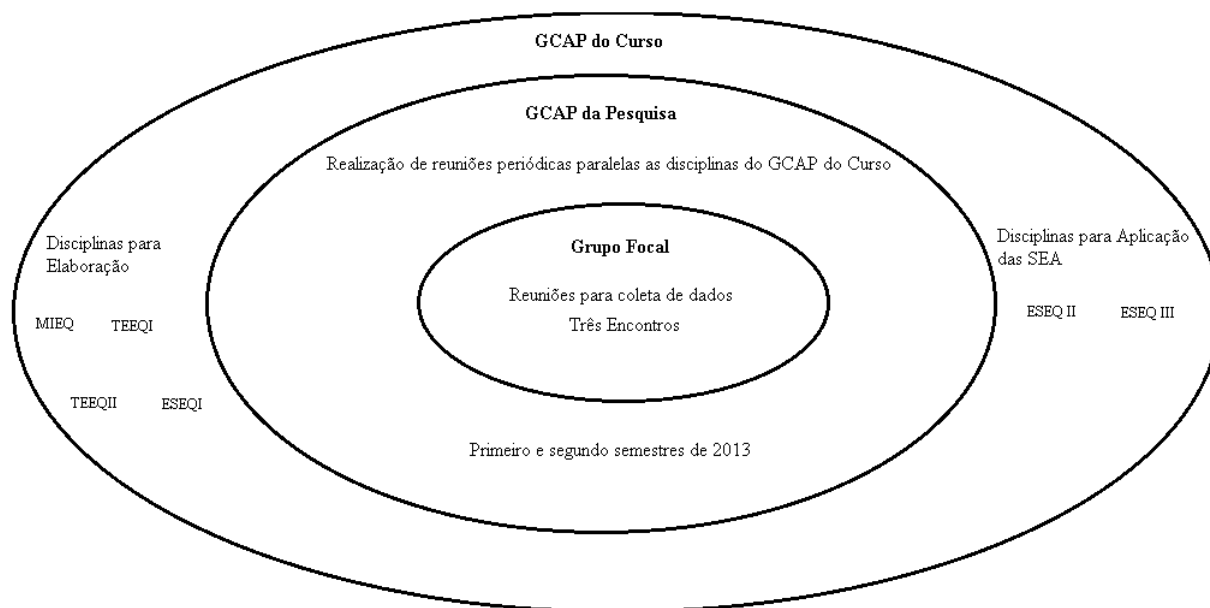 GCAP do Curso
GCAP da Pesquisa
Realização de reuniões periódicas paralelas as disciplinas do GCAP do Curso
Grupo Focal
Reuniões para coleta de dados
Três Encontros
Primeiro e segundo semestres de 2013
Disciplinas para
Elaboração
MIEQ TEEQI
TEEQII ESEQI
Disciplinas para Aplicação
das SEA
ESEQ II ESEQ III